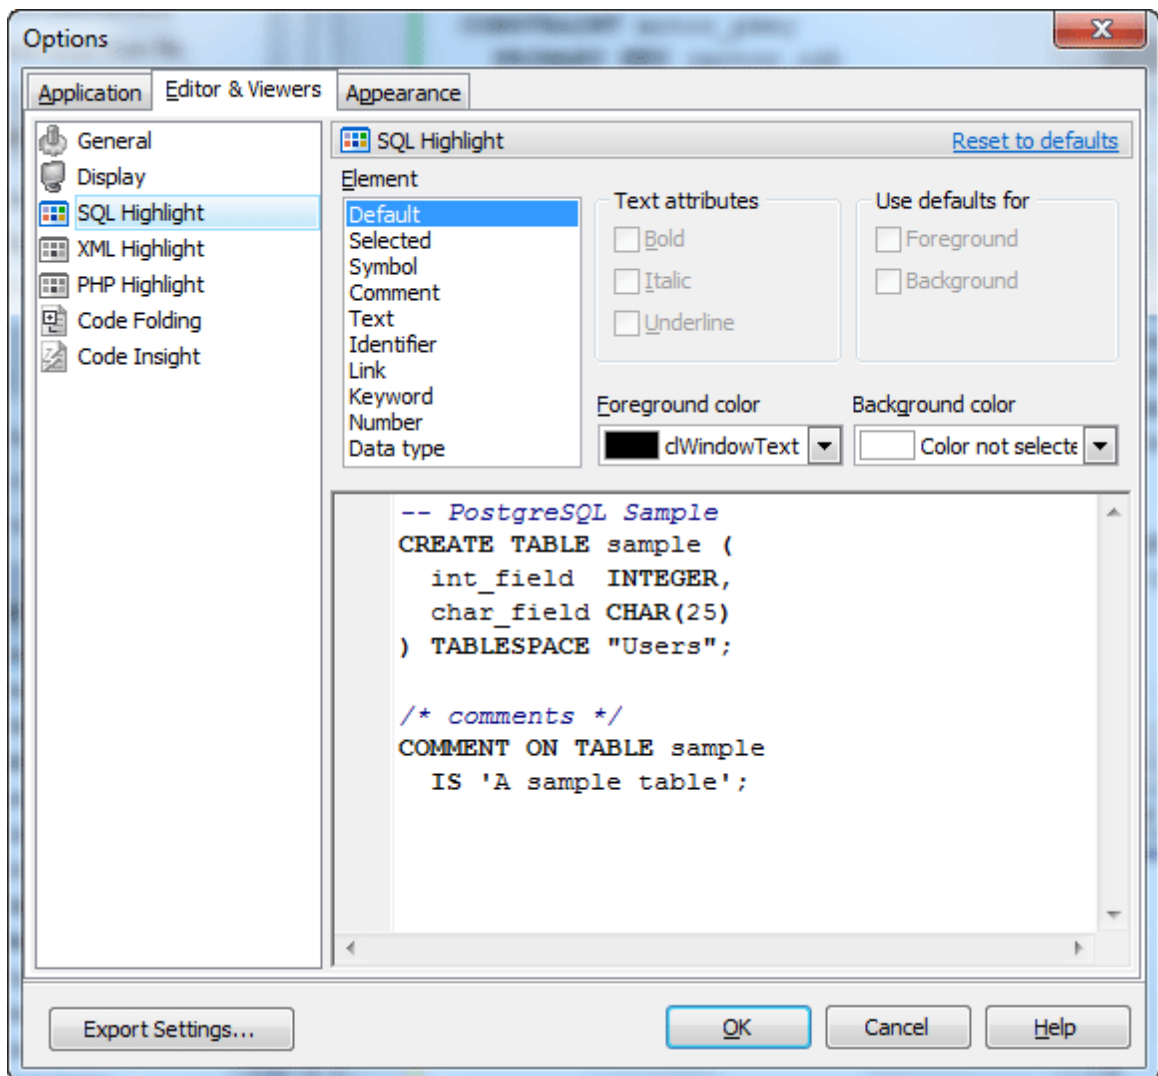 Options
Application
Editor & Viewers
Appearance
General
Display
SQL Highlight
XML Highlight
PHP Highlight
Code Folding
Code Insight
SQL Highlight
Reset to defaults
Element
Default
Selected
Symbol
Comment
Text
Identifier
Link
Keyword
Number
Data type
Text attributes
Bold
Italic
Underline
Use defaults for
Foreground
Background
Foreground color
clWindowText
Background color
Color not selecte
-- PostgreSQL Sample
CREATE TABLE sample (
  int_field  INTEGER,
  char_field CHAR(25)
) TABLESPACE "Users";
/* comments */
COMMENT ON TABLE sample
  IS 'A sample table';
Export Settings...
OK
Cancel
Help